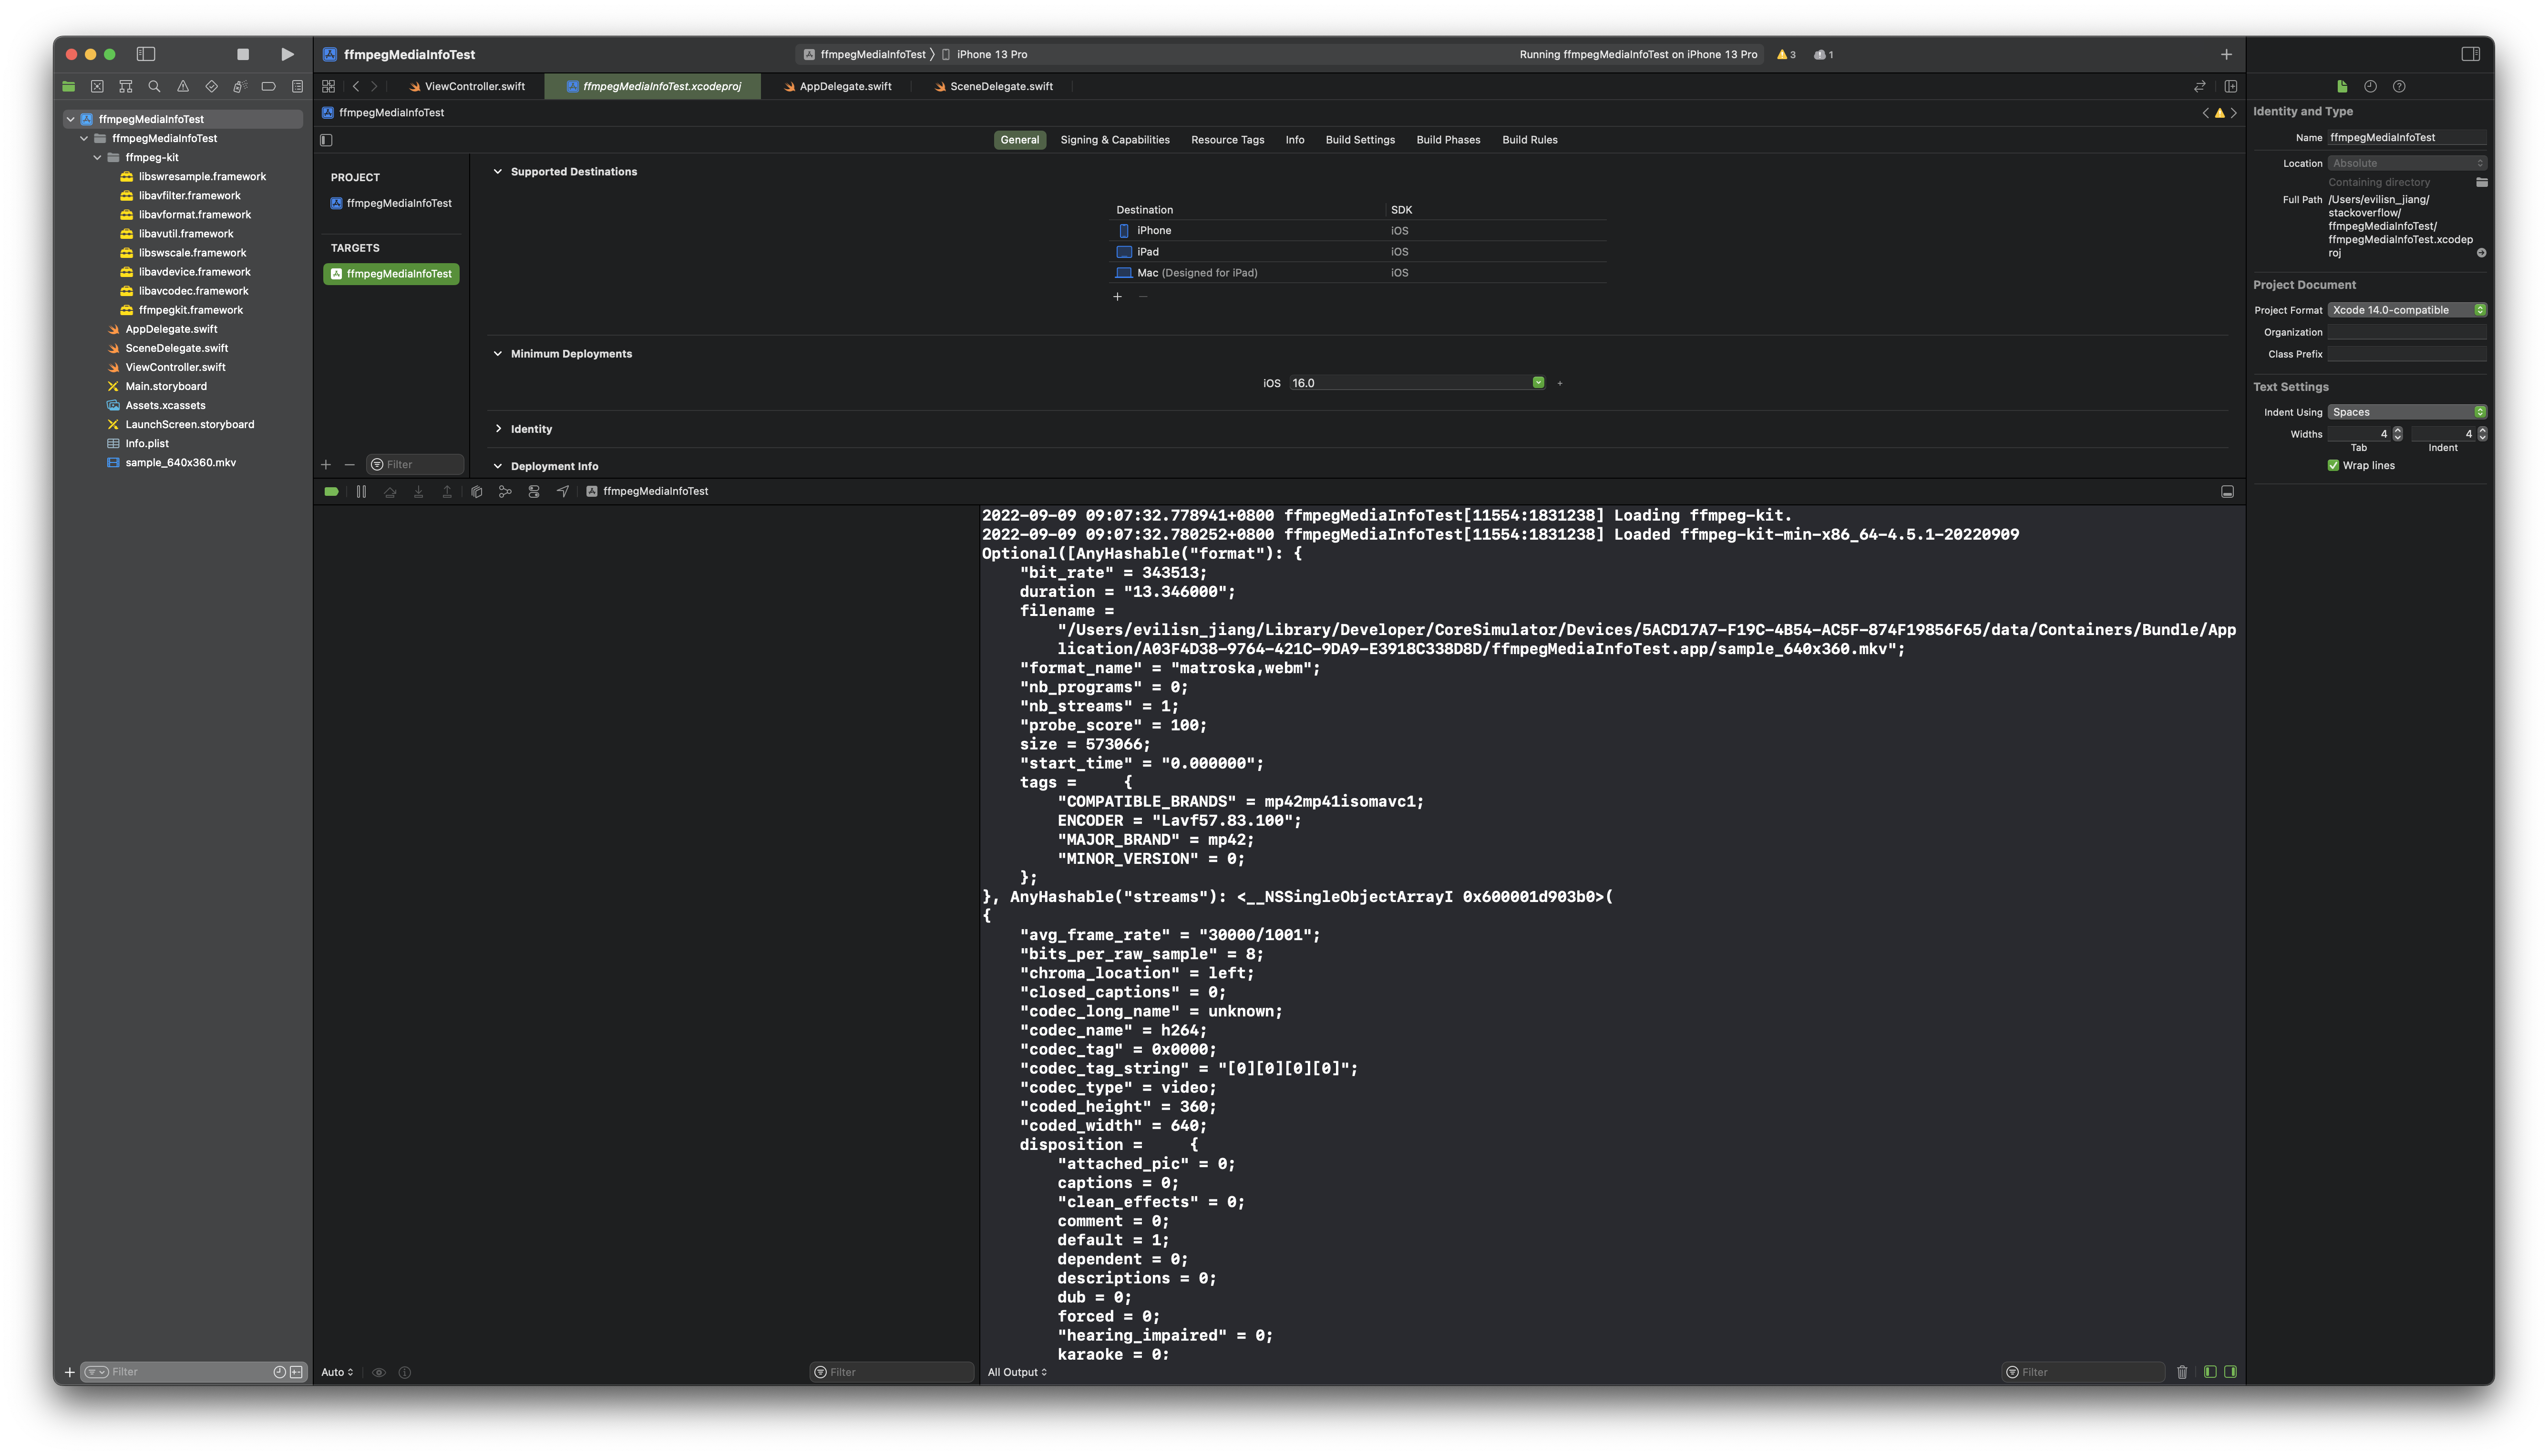 ffmpegMediaInfoTest
ffmpegMediaInfoTest
iPhone 13 Pro
Running ffmpegMediaInfoTest on iPhone 13 Pro
3
1
ViewController.swift
ffmpegMediaInfoTest.xcodeproj
AppDelegate.swift
SceneDelegate.swift
ffmpegMediaInfoTest
ffmpegMediaInfoTest
ffmpegMediaInfoTest
ffmpeg-kit
libswresample.framework
libavfilter.framework
libavformat.framework
libavutil.framework
libswscale.framework
libavdevice.framework
libavcodec.framework
ffmpegkit.framework
AppDelegate.swift
SceneDelegate.swift
ViewController.swift
Main.storyboard
Assets.xcassets
LaunchScreen.storyboard
Info.plist
sample_640x360.mkv
Filter
General
Signing & Capabilities
Resource Tags
Info
Build Settings
Build Phases
Build Rules
PROJECT
ffmpegMediaInfoTest
TARGETS
ffmpegMediaInfoTest
Filter
Supported Destinations
Destination SDK
iPhone iOS
iPad iOS
Mac (Designed for iPad) iOS
Minimum Deployments
iOS 16.0
Identity
Deployment Info
ffmpegMediaInfoTest
2022-09-09 09:07:32.778941+0800 ffmpegMediaInfoTest[11554:1831238] Loading ffmpeg-kit.
2022-09-09 09:07:32.780252+0800 ffmpegMediaInfoTest[11554:1831238] Loaded ffmpeg-kit-min-x86_64-4.5.1-20220909
Optional([AnyHashable("format"): {
"bit_rate" = 343513;
duration = "13.346000";
filename =
"/Users/evilisn_jiang/Library/Developer/CoreSimulator/Devices/5ACD17A7-F19C-4B54-AC5F-874F19856F65/data/Containers/Bundle/App
lication/A03F4D38-9764-421C-9DA9-E3918C338D8D/ffmpegMediaInfoTest.app/sample_640x360.mkv";
"format_name" = "matroska,webm";
"nb_programs" = 0;
"nb_streams" = 1;
"probe_score" = 100;
size = 573066;
"start_time" = "0.000000";
tags = {
"COMPATIBLE_BRANDS" = mp42mp41isomavc1;
ENCODER = "Lavf57.83.100";
"MAJOR_BRAND" = mp42;
"MINOR_VERSION" = 0;
};
}, AnyHashable("streams"): <__NSSingleObjectArrayI 0x600001d903b0>(
{
"avg_frame_rate" = "30000/1001";
"bits_per_raw_sample" = 8;
"chroma_location" = left;
"closed_captions" = 0;
"codec_long_name" = unknown;
"codec_name" = h264;
"codec_tag" = 0x0000;
"codec_tag_string" = "[0][0][0][0]";
"codec_type" = video;
"coded_height" = 360;
"coded_width" = 640;
disposition = {
"attached_pic" = 0;
captions = 0;
"clean_effects" = 0;
comment = 0;
default = 1;
dependent = 0;
descriptions = 0;
dub = 0;
forced = 0;
"hearing_impaired" = 0;
karaoke = 0;
Auto
Filter
All Output
Filter
Identity and Type
Name ffmpegMediaInfoTest
Location Absolute
Containing directory
Full Path /Users/evilisn_jiang/
stackoverflow/
ffmpegMediaInfoTest/
ffmpegMediaInfoTest.xcodep
roj
Project Document
Project Format Xcode 14.0-compatible
Organization
Class Prefix
Text Settings
Indent Using Spaces
Widths 4 4
Tab Indent
Wrap lines